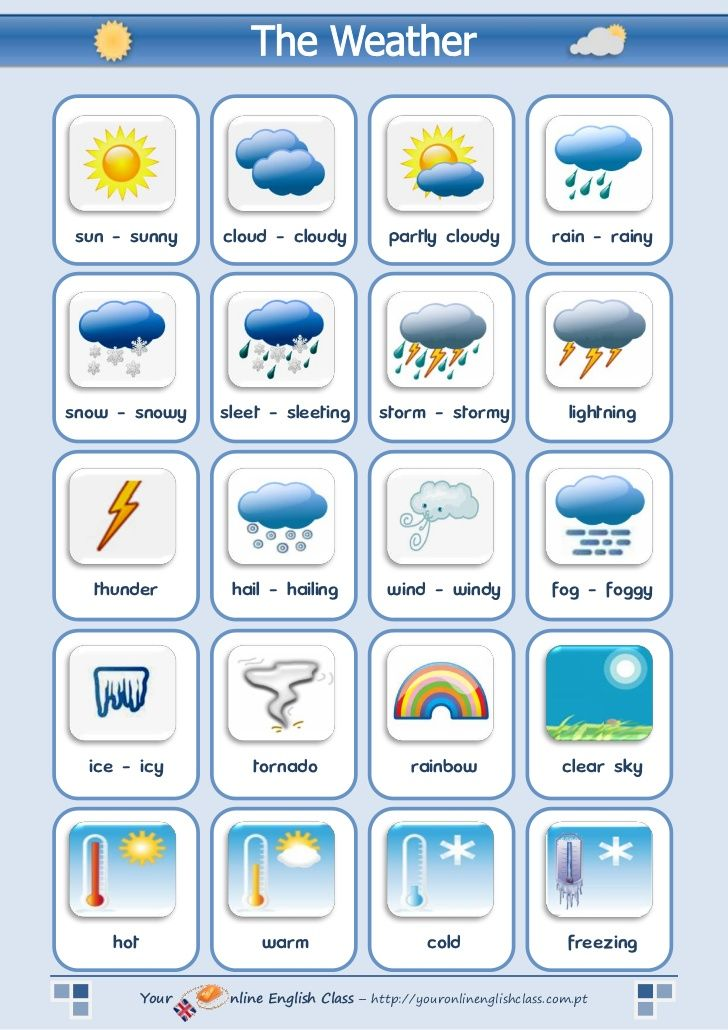 The Weather
sun - sunny
cloud - cloudy
partly cloudy
rain - rainy
snow - snowy
sleet - sleeting
storm - stormy
lightning
thunder
hail - hailing
wind - windy
fog - foggy
ice - icy
tornado
rainbow
clear sky
hot
warm
cold
freezing
Your nline English Class – http://youronlinenglishclass.com.pt